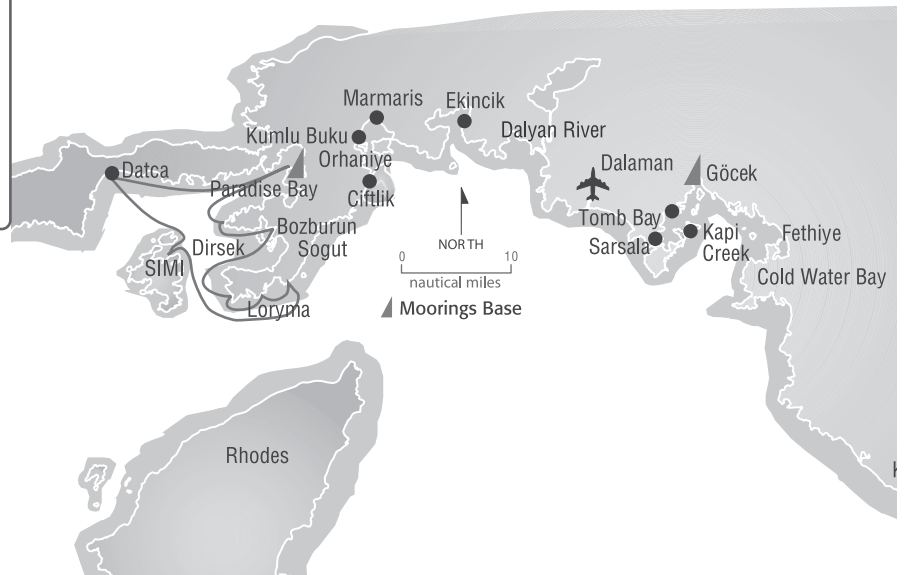 Marmaris
Ekincik
Kumlu Buku
Dalyan River
Orhaniye
Datca
Dalaman
Göcek
Paradise Bay
Ciftlik
Tomb Bay
Bozburun
Dirsek
Sogut
NORTH
Sarsala
Kapi
Creek
Fethiye
SIMI
0 10
nautical miles
Cold Water Bay
Loryma
Moorings Base
Rhodes